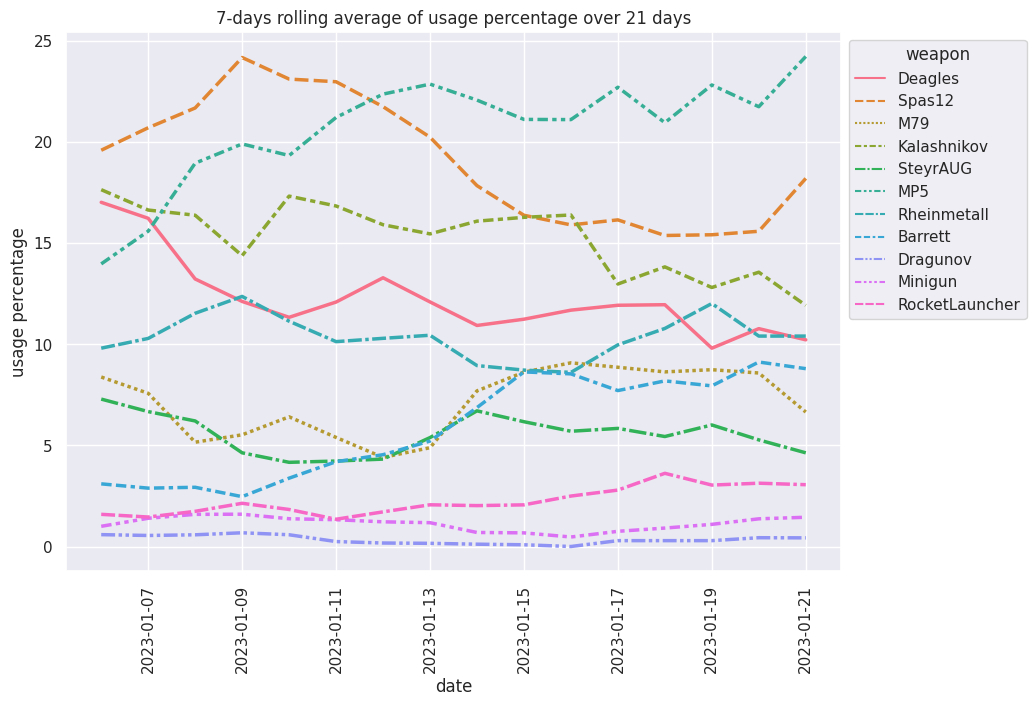 7-days rolling average of usage percentage over 21 days
25
20
15
10
5
0
usage percentage
2023-01-07
2023-01-09
2023-01-11
2023-01-13
2023-01-15
2023-01-17
2023-01-19
2023-01-21
date
weapon
Deagles
Spas12
M79
Kalashnikov
SteyrAUG
MP5
Rheinmetall
Barrett
Dragunov
Minigun
RocketLauncher